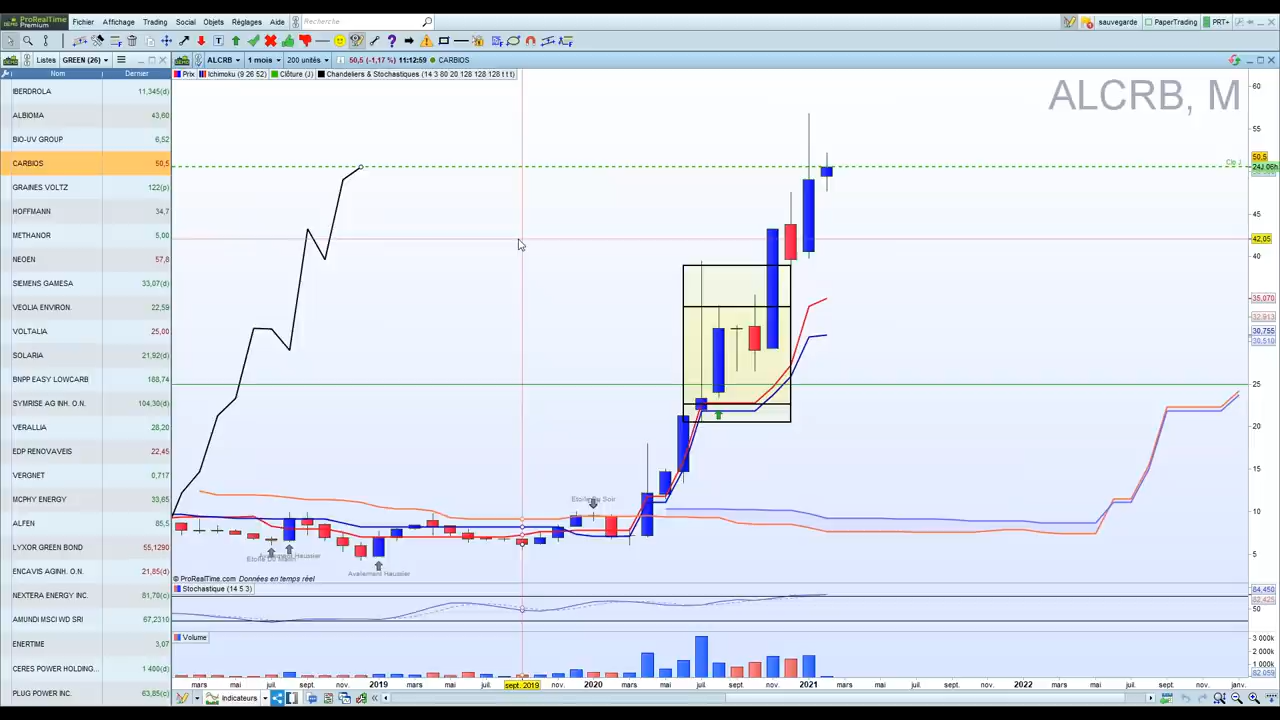 ProRealTime
DEMO Premium
Fichier Affichage Trading Social Objets Réglages Aide Recherche sauvegarde PaperTrading PRT+
Listes GREEN (26) ALCRB 1 mois 200 unités 50,5 (-1,17 %) 11:12:59 CARBIOS
Nom Dernier
Prix Ichimoku (9 26 52) Clôture (J) Chandeliers & Stochastiques (14 3 80 20 128 128 128 t t t)
ALCRB, M
IBERDROLA 11,345(d)
ALBIOMA 43,60
BIO-UV GROUP 6,52
CARBIOS 50,5
GRAINES VOLTZ 122(p)
HOFFMANN 34,7
METHANOR 5,00
NEOEN 57,8
SIEMENS GAMESA 33,07(d)
VEOLIA ENVIRON. 22,59
VOLTALIA 25,00
SOLARIA 21,92(d)
BNPP EASY LOWCARB 188,74
SYMRISE AG INH. O.N. 104,30(d)
VERALLIA 28,20
EDP RENOVAVEIS 22,45
VERGNET 0,717
MCPHY ENERGY 33,65
ALFEN 85,5
LYXOR GREEN BOND 55,1290
ENCAVIS AGINH. O.N. 21,85(d)
NEXTERA ENERGY INC. 81,70(c)
AMUNDI MSCI WD SRI 67,2310
ENERTIME 3,07
CERES POWER HOLDING... 1 400(d)
PLUG POWER INC. 63,85(c)
60
55
50,5
Clo J
24J 06h
45
42,05
40
35,070
32,913
30,755
30,510
25
20
15
10
5
Etoile Du Soir
Avalement Haussier
Etoile Du Matin
Avalement Haussier
© ProRealTime.com Données en temps réel
Stochastique (14 5 3)
84,450
82,425
50
Volume
3 000k
2 000k
1 000k
82 059
mars juil. sept. nov. 2019 mars mai juil. sept. 2019 nov. 2020 mars mai juil. sept. nov. 2021 mars mai juil. sept. nov. 2022 mars mai juil. sept. nov. janv.
Indicateurs